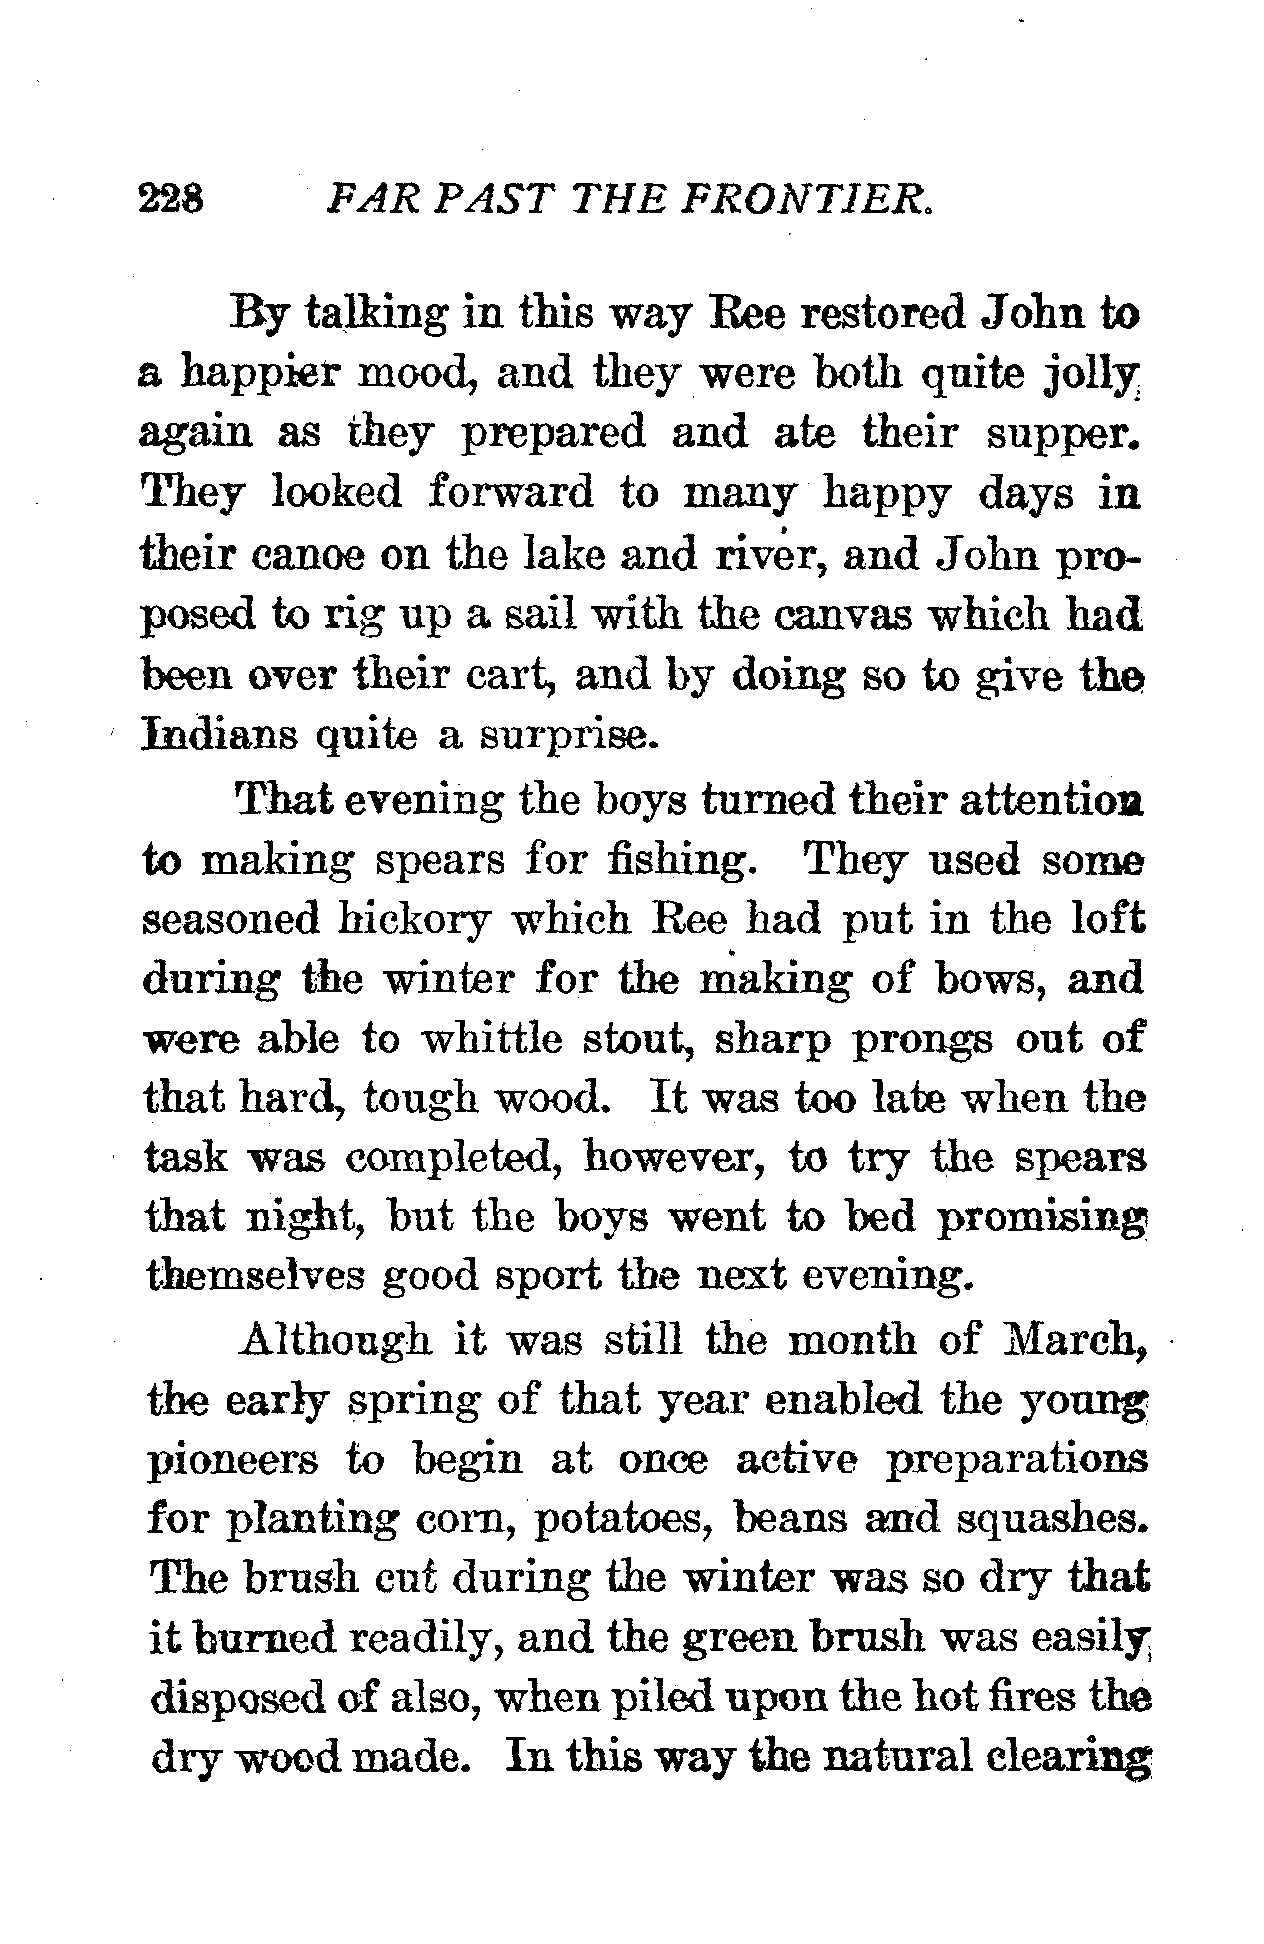 228 FAR PAST THE FRONTIER.
By talking in this way Ree restored John to
a happier mood, and they were both quite jolly
again as they prepared and ate their supper.
They looked forward to many happy days in
their canoe on the lake and river, and John pro-
posed to rig up a sail with the canvas which had
been over their cart, and by doing so to give the
Indians quite a surprise.
That evening the boys turned their attention
to making spears for fishing. They used some
seasoned hickory which Ree had put in the loft
during the winter for the making of bows, and
were able to whittle stout, sharp prongs out of
that hard, tough wood. It was too late when the
task was completed, however, to try the spears
that night, but the boys went to bed promising
themselves good sport the next evening.
Although it was still the month of March,
the early spring of that year enabled the young
pioneers to begin at once active preparations
for planting corn, potatoes, beans and squashes.
The brush cut during the winter was so dry that
it burned readily, and the green brush was easily
disposed of also, when piled upon the hot fires the
dry wood made. In this way the natural clearing